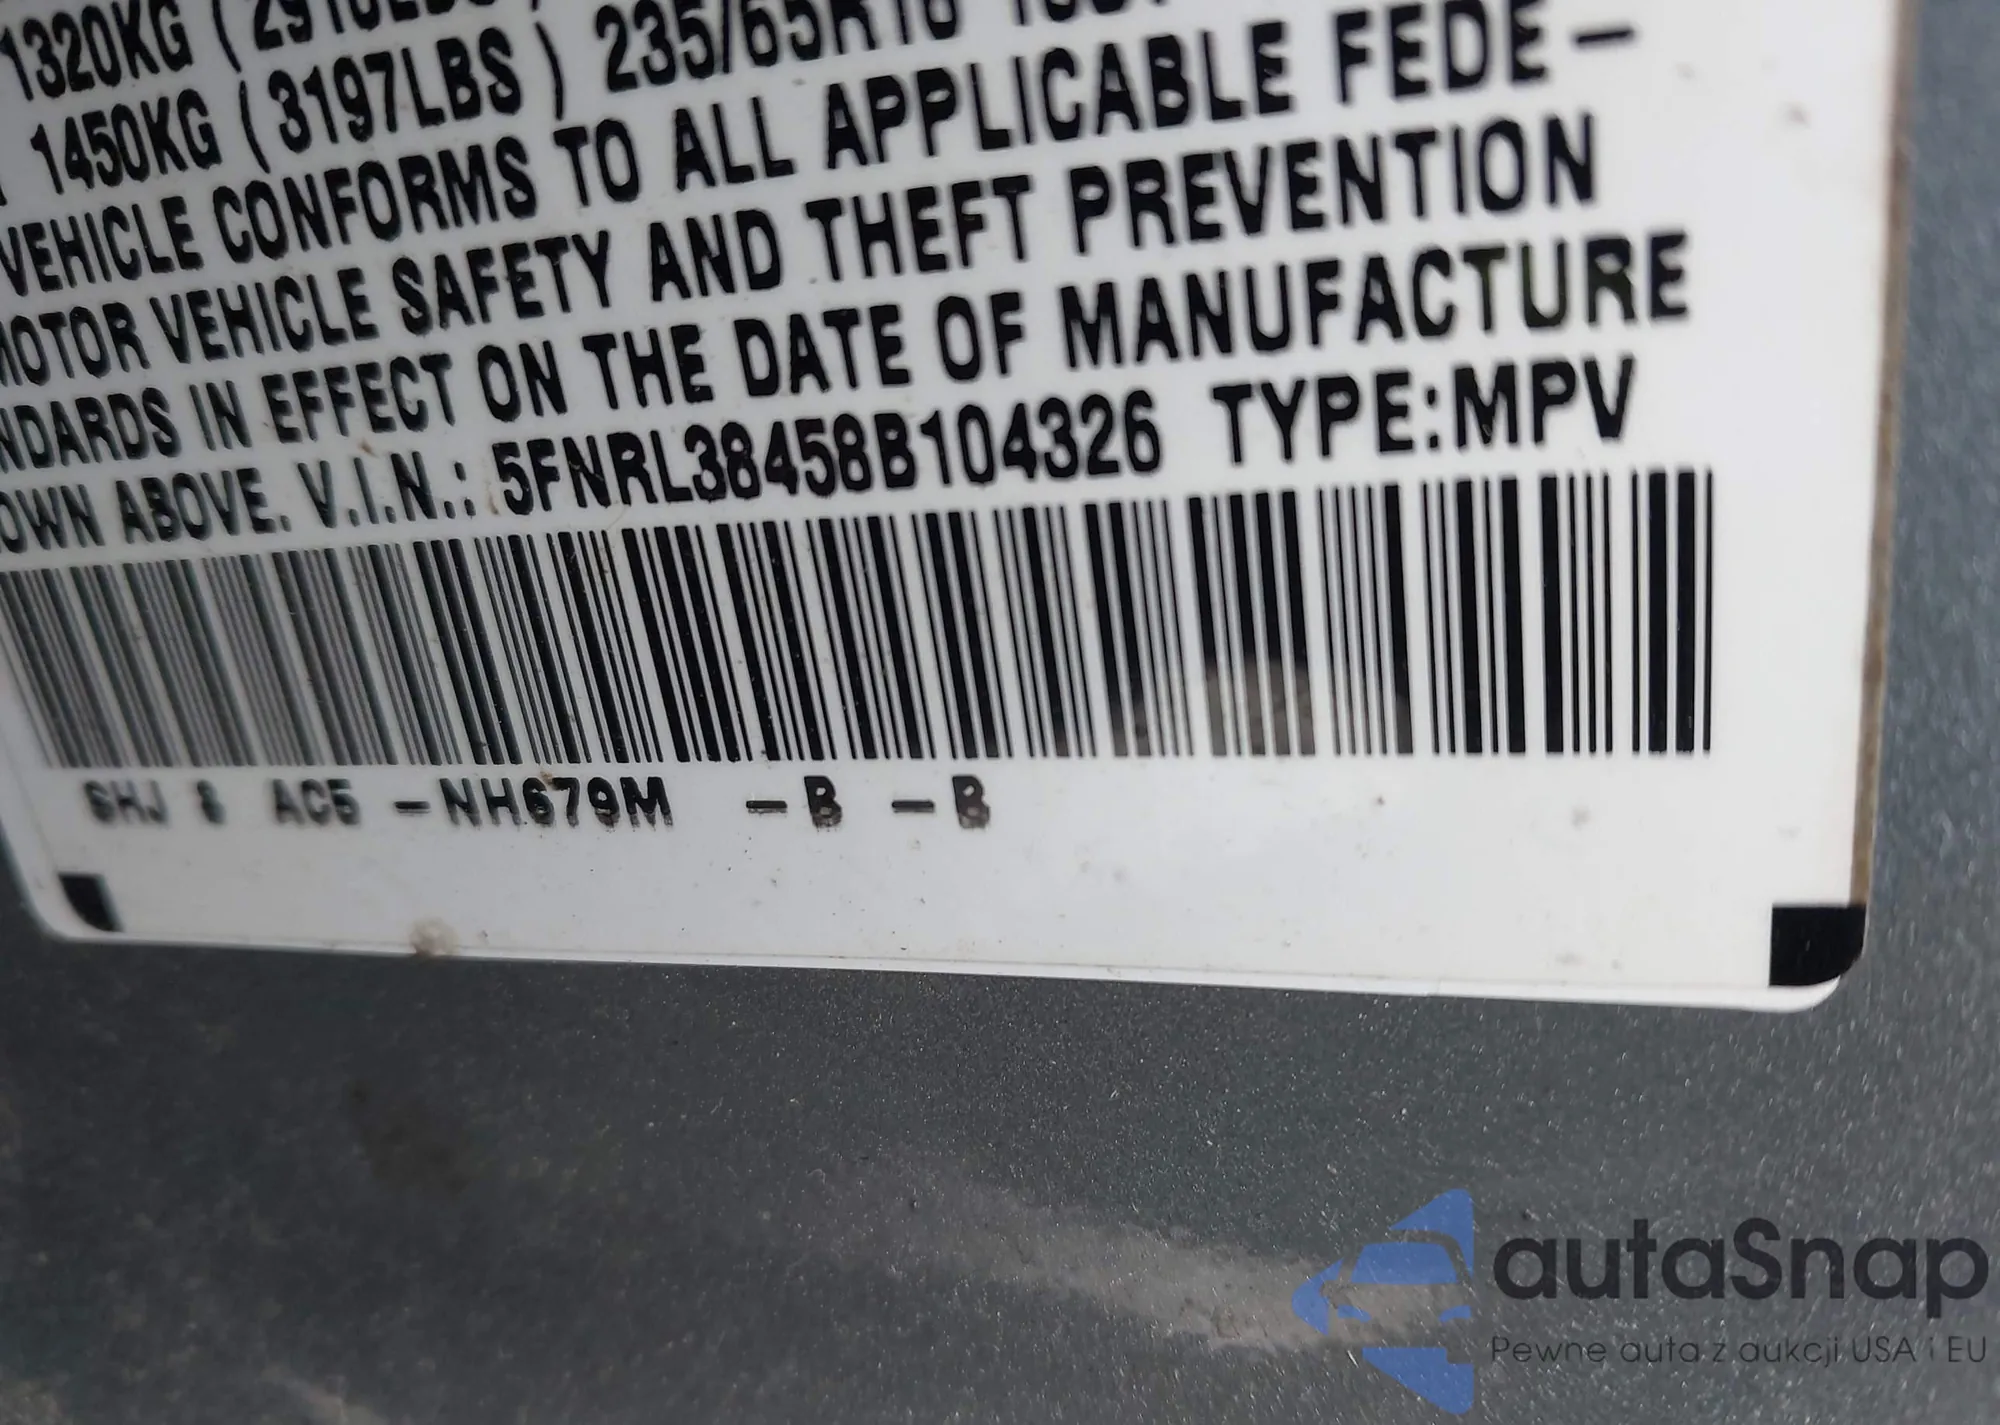 1320KG ( 2910LBS )
1450KG ( 3197LBS ) 235/65R16
VEHICLE CONFORMS TO ALL APPLICABLE FEDE-
MOTOR VEHICLE SAFETY AND THEFT PREVENTION
NDARDS IN EFFECT ON THE DATE OF MANUFACTURE
OWN ABOVE. V.I.N.: 5FNRL38458B104326 TYPE:MPV
SHJ 8 AC5 -NH679M -B -B
autaSnap
Pewne auta z aukcji USA i EU